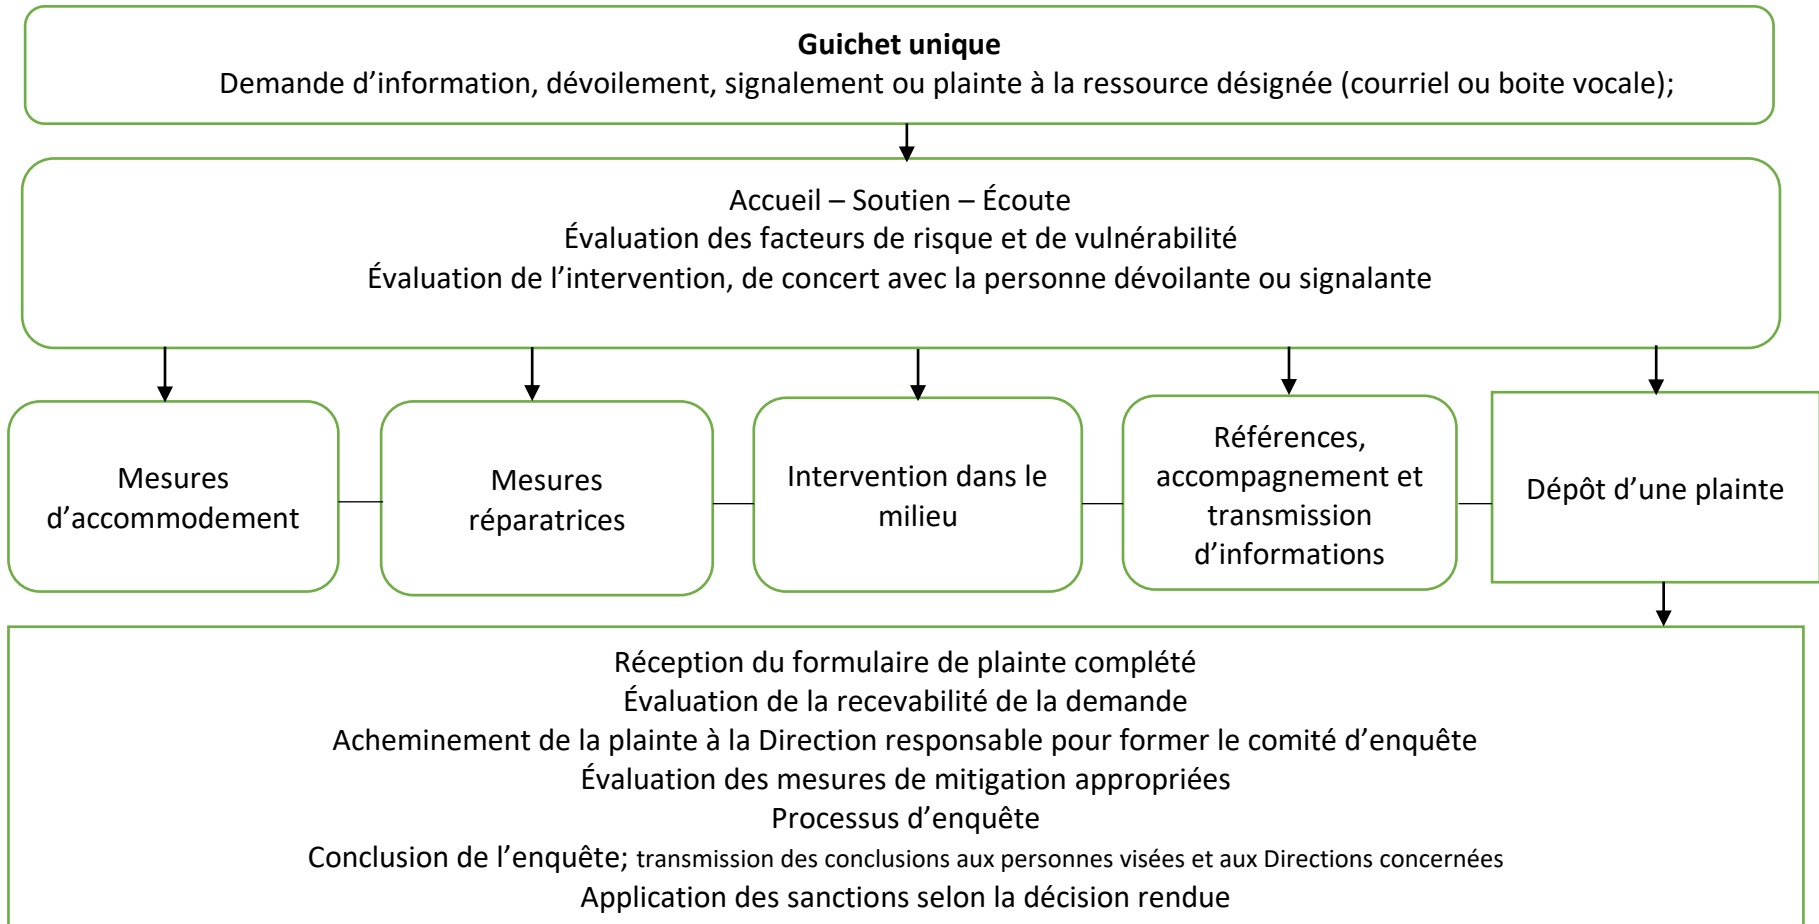 Guichet unique
Demande d’information, dévoilement, signalement ou plainte à la ressource désignée (courriel ou boite vocale);
Accueil – Soutien – Écoute
Évaluation des facteurs de risque et de vulnérabilité
Évaluation de l’intervention, de concert avec la personne dévoilante ou signalante
Mesures
d’accommodement
Mesures
réparatrices
Intervention dans le
milieu
Références,
accompagnement et
transmission
d’informations
Dépôt d’une plainte
Réception du formulaire de plainte complété
Évaluation de la recevabilité de la demande
Acheminement de la plainte à la Direction responsable pour former le comité d’enquête
Évaluation des mesures de mitigation appropriées
Processus d’enquête
Conclusion de l’enquête; transmission des conclusions aux personnes visées et aux Directions concernées
Application des sanctions selon la décision rendue